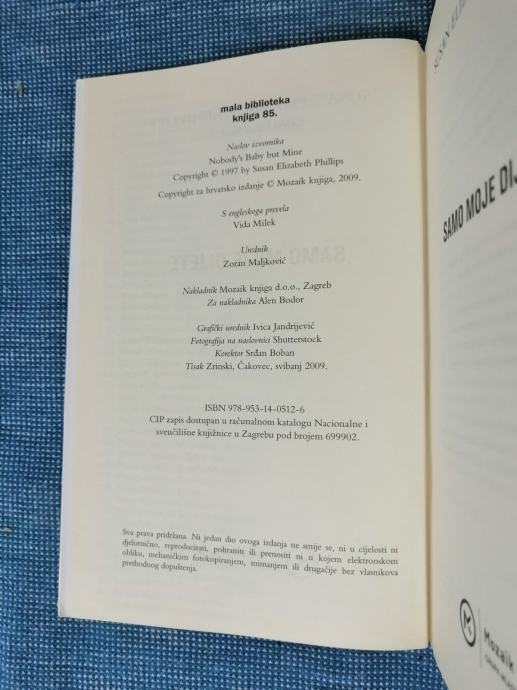 mala biblioteka
knjiga 85.
Naslov izvornika
Nobody's Baby but Mine
Copyright © 1997 by Susan Elizabeth Phillips
Copyright za hrvatsko izdanje © Mozaik knjiga, 2009.
S engleskoga prevela
Vida Milek
Urednik
Zoran Maljković
Nakladnik Mozaik knjiga d.o.o., Zagreb
Za nakladnika Alen Bodor
Grafički urednik Ivica Jandrijević
Fotografija na naslovnici Shutterstock
Korektor Srđan Boban
Tisak Zrinski, Čakovec, svibanj 2009.
ISBN 978-953-14-0512-6
CIP zapis dostupan u računalnom katalogu Nacionalne i
sveučilišne knjižnice u Zagrebu pod brojem 699902.
Sva prava pridržana. Ni jedan dio ovoga izdanja ne smije se, ni u cijelosti ni
djelomično, reproducirati, pohraniti ili prenositi ni u kojem elektronskom
obliku, mehaničkim fotokopiranjem, snimanjem ili drugačije bez vlasnikova
prethodnog dopuštenja.
SUSAN
SAMO MOJE
Mozaik